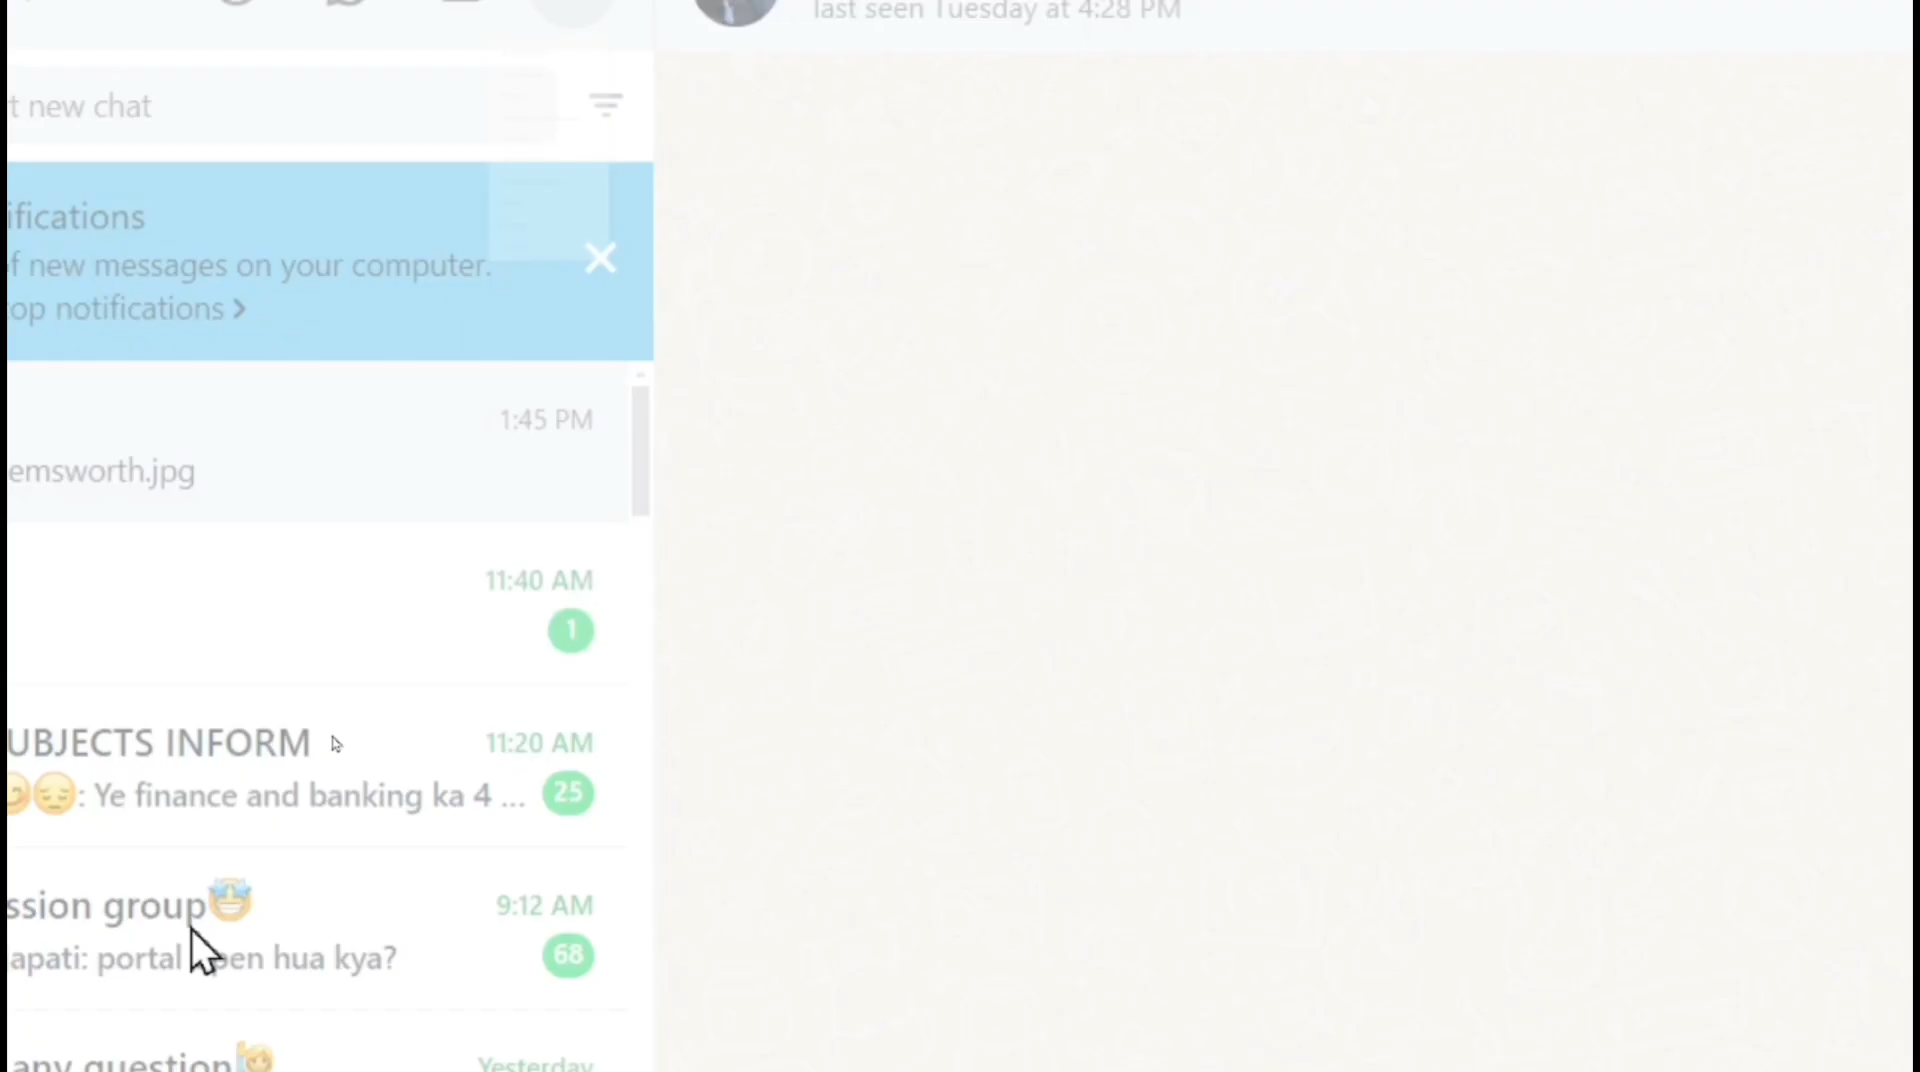 last seen Tuesday at 4:28 PM
t new chat
ifications
f new messages on your computer.
op notifications >
1:45 PM
emsworth.jpg
11:40 AM
1
UBJECTS INFORM
11:20 AM
😔: Ye finance and banking ka 4 ...
25
ssion group🤩
9:12 AM
apati: portal pen hua kya?
68
any question🙋
Yesterday